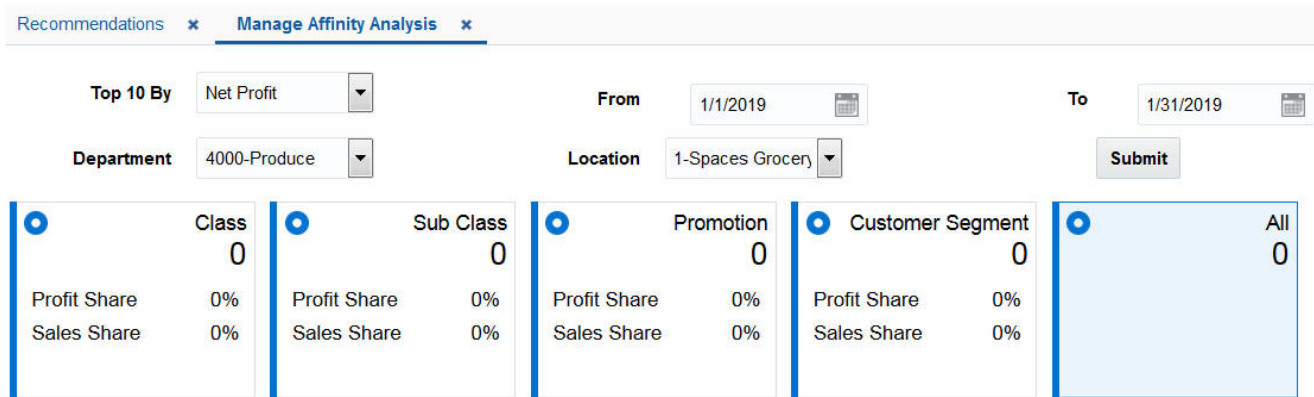 Recommendations × Manage Affinity Analysis ×
Top 10 By Net Profit From 1/1/2019 To 1/31/2019
Department 4000-Produce Location 1-Spaces Grocery Submit
Class Sub Class Promotion Customer Segment All
0 0 0 0 0
Profit Share 0% Profit Share 0% Profit Share 0% Profit Share 0%
Sales Share 0% Sales Share 0% Sales Share 0% Sales Share 0%